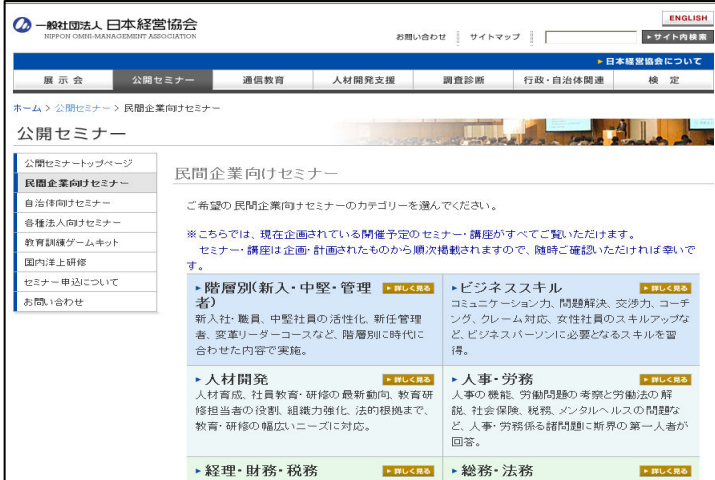 一般社団法人 日本経営協会
NIPPON OMNI-MANAGEMENT ASSOCIATION
ENGLISH
お問い合わせ サイトマップ サイト内検索
日本経営協会について
展示会 公開セミナー 通信教育 人材開発支援 調査診断 行政・自治体関連 検定
ホーム > 公開セミナー > 民間企業向けセミナー
公開セミナー
公開セミナートップページ
民間企業向けセミナー
自治体向けセミナー
各種法人向けセミナー
教育訓練ゲームキット
国内洋上研修
セミナー申込について
お問い合わせ
民間企業向けセミナー
ご希望の民間企業向けセミナーのカテゴリーを選んでください。
※こちらでは、現在企画されている開催予定のセミナー・講座がすべてご覧いただけます。
セミナー・講座は企画・計画されたものから順次掲載されますので、随時ご確認いただければ幸いで
す。
階層別(新入・中堅・管理 詳しく見る
者)
新入社・職員、中堅社員の活性化、新任管理
者、変革リーダーコースなど、階層別に時代に
合わせた内容で実施。
ビジネススキル 詳しく見る
コミュニケーション力、問題解決、交渉力、コーチ
ング、クレーム対応、女性社員のスキルアップな
ど、ビジネスパーソンに必要となるスキルを習
得。
人材開発 詳しく見る
人材育成、社員教育・研修の最新動向、教育研
修担当者の役割、組織力強化、法的根拠まで、
教育・研修の幅広いニーズに対応。
人事・労務 詳しく見る
人事の機能、労働問題の考察と労働法の解
説、社会保険、税務、メンタルヘルスの問題な
ど、人事・労務係る諸問題に斯界の第一人者が
回答。
経理・財務・税務 詳しく見る
総務・法務 詳しく見る